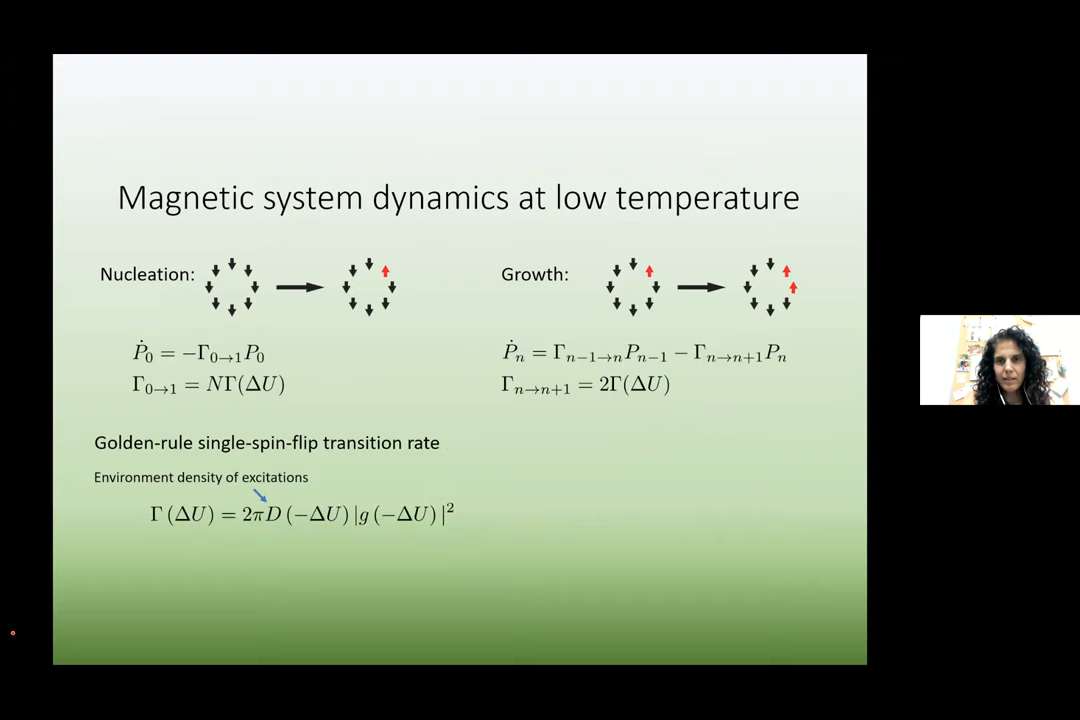 Magnetic system dynamics at low temperature
Nucleation:
Growth:
Ṗ₀ = −Γ₀→₁P₀
Γ₀→₁ = NΓ(ΔU)
Ṗₙ = Γₙ₋₁→ₙPₙ₋₁ − Γₙ→ₙ₊₁Pₙ
Γₙ→ₙ₊₁ = 2Γ(ΔU)
Golden-rule single-spin-flip transition rate
Environment density of excitations
Γ (ΔU) = 2πD (−ΔU) |g (−ΔU) |²